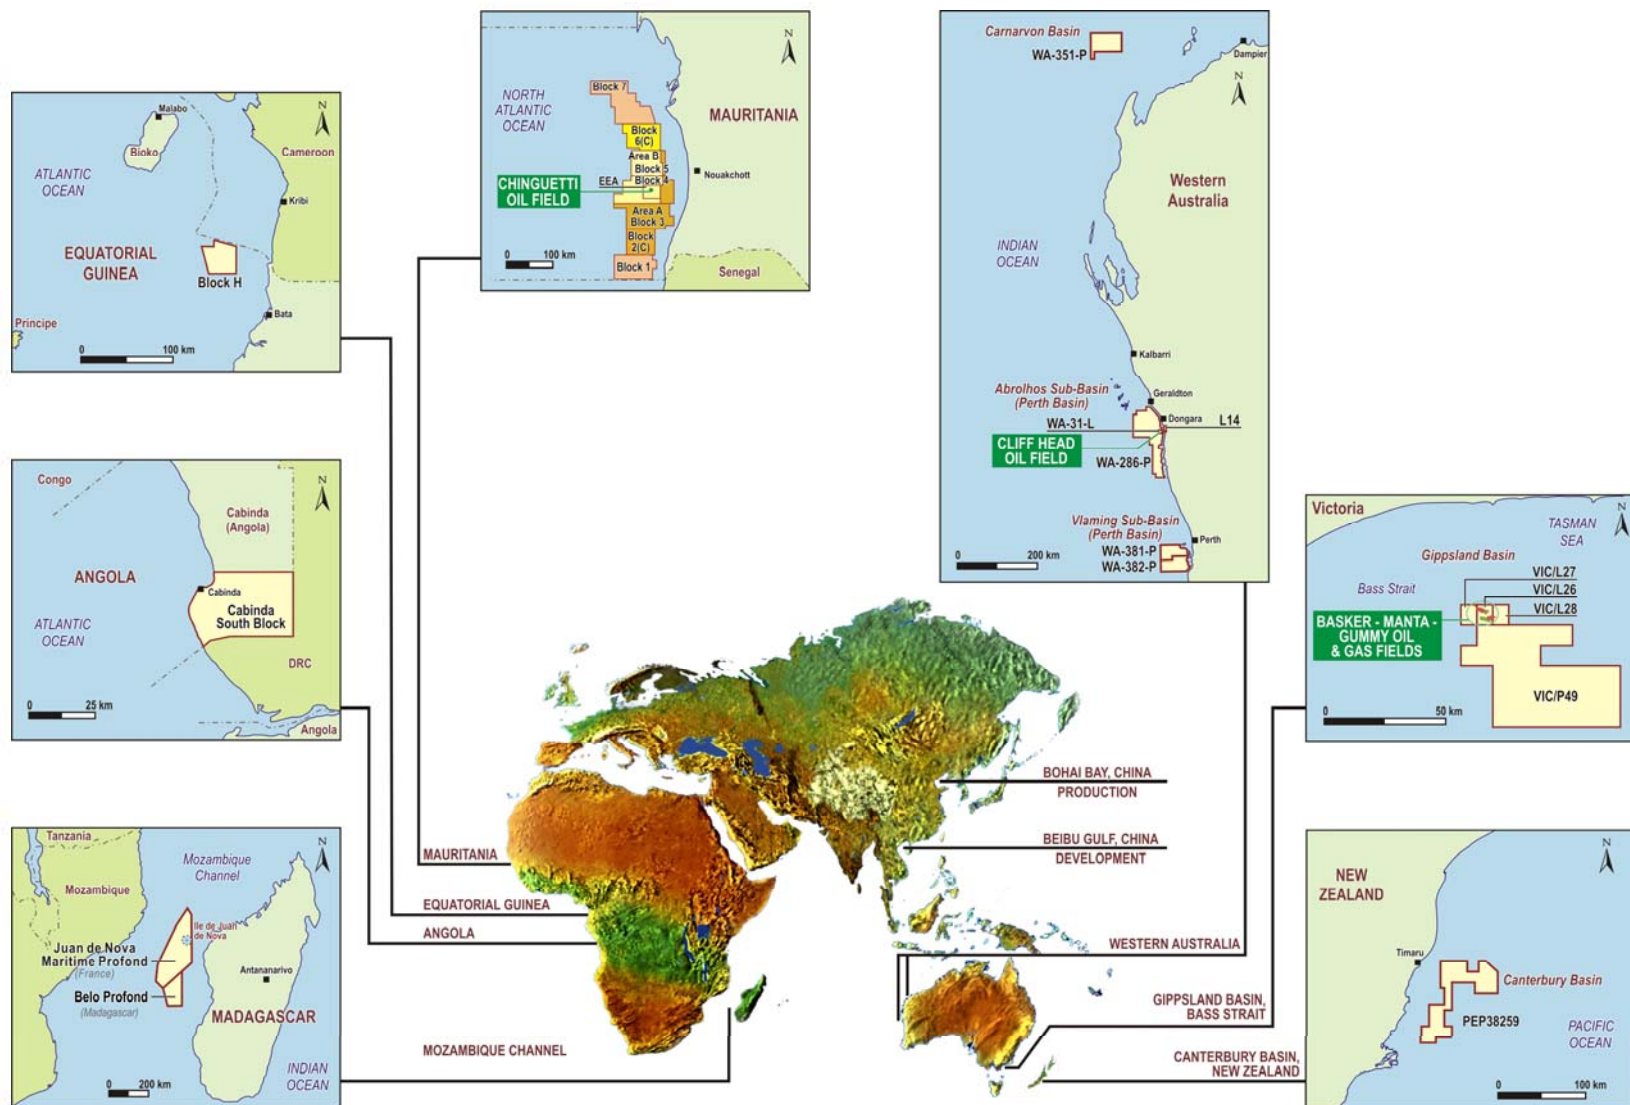 N
Malabo
Bioko
Cameroon
ATLANTIC
OCEAN
Kribi
EQUATORIAL
GUINEA
Block H
Bata
Principe
0
100 km
N
NORTH
ATLANTIC
OCEAN
Block 7
MAURITANIA
Block
6(C)
Area B
Block 5
Block 4
EEA
Nouakchott
CHINGUETTI
OIL FIELD
Area A
Block 3
Block
2(C)
Block 1
Senegal
0
100 km
Carnarvon Basin
WA-351-P
Dampier
N
Western
Australia
INDIAN
OCEAN
Kalbarri
Abrolhos Sub-Basin
(Perth Basin)
Geraldton
Dongara
WA-31-L
L14
CLIFF HEAD
OIL FIELD
WA-286-P
Vlaming Sub-Basin
(Perth Basin)
Perth
WA-381-P
WA-382-P
0
200 km
Congo
N
Cabinda
(Angola)
ANGOLA
Cabinda
Cabinda
South Block
ATLANTIC
OCEAN
DRC
0
25 km
Angola
Victoria
N
TASMAN
SEA
Gippsland Basin
Bass Strait
VIC/L27
VIC/L26
VIC/L28
BASKER - MANTA -
GUMMY OIL
& GAS FIELDS
VIC/P49
0
50 km
Tanzania
N
Mozambique
Channel
Mozambique
Ile de Juan
de Nova
Juan de Nova
Maritime Profond
(France)
Antananarivo
Belo Profond
(Madagascar)
MADAGASCAR
INDIAN
OCEAN
0
200 km
BOHAI BAY, CHINA
PRODUCTION
BEIBU GULF, CHINA
DEVELOPMENT
MAURITANIA
EQUATORIAL GUINEA
ANGOLA
WESTERN AUSTRALIA
GIPPSLAND BASIN,
BASS STRAIT
MOZAMBIQUE CHANNEL
CANTERBURY BASIN,
NEW ZEALAND
N
NEW
ZEALAND
Timaru
Canterbury Basin
PEP38259
PACIFIC
OCEAN
0
100 km